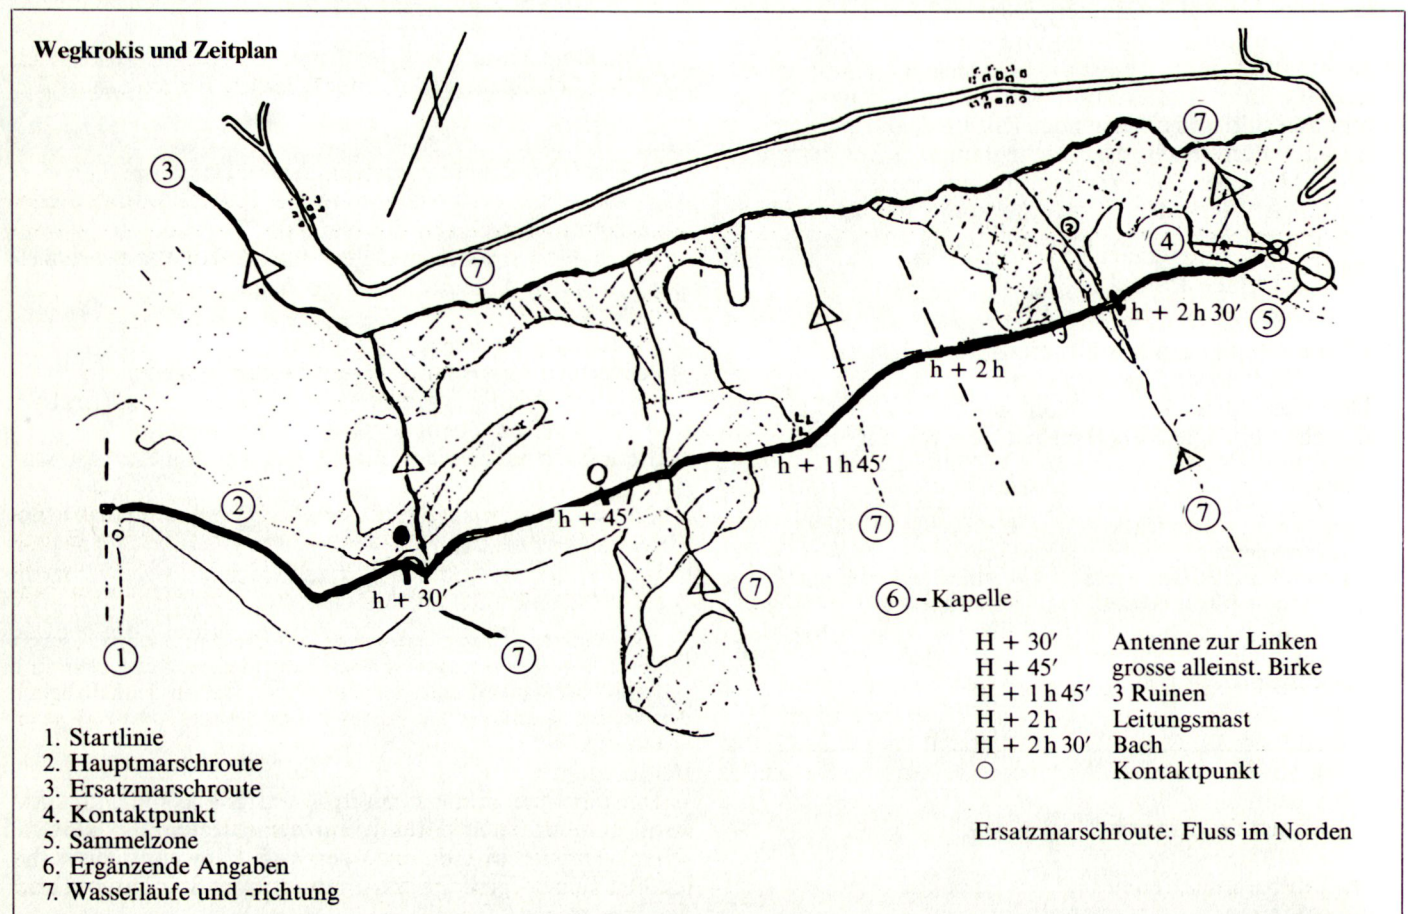 Wegkrokis und Zeitplan
N
3
7
7
4
5
h + 2 h 30′
h + 2 h
h + 1 h 45′
2
h + 45′
h + 30′
7
7
7
7
1
6 - Kapelle
H + 30′ Antenne zur Linken
H + 45′ grosse alleinst. Birke
H + 1 h 45′ 3 Ruinen
H + 2 h Leitungsmast
H + 2 h 30′ Bach
○ Kontaktpunkt
Ersatzmarschroute: Fluss im Norden
1. Startlinie
2. Hauptmarschroute
3. Ersatzmarschroute
4. Kontaktpunkt
5. Sammelzone
6. Ergänzende Angaben
7. Wasserläufe und -richtung